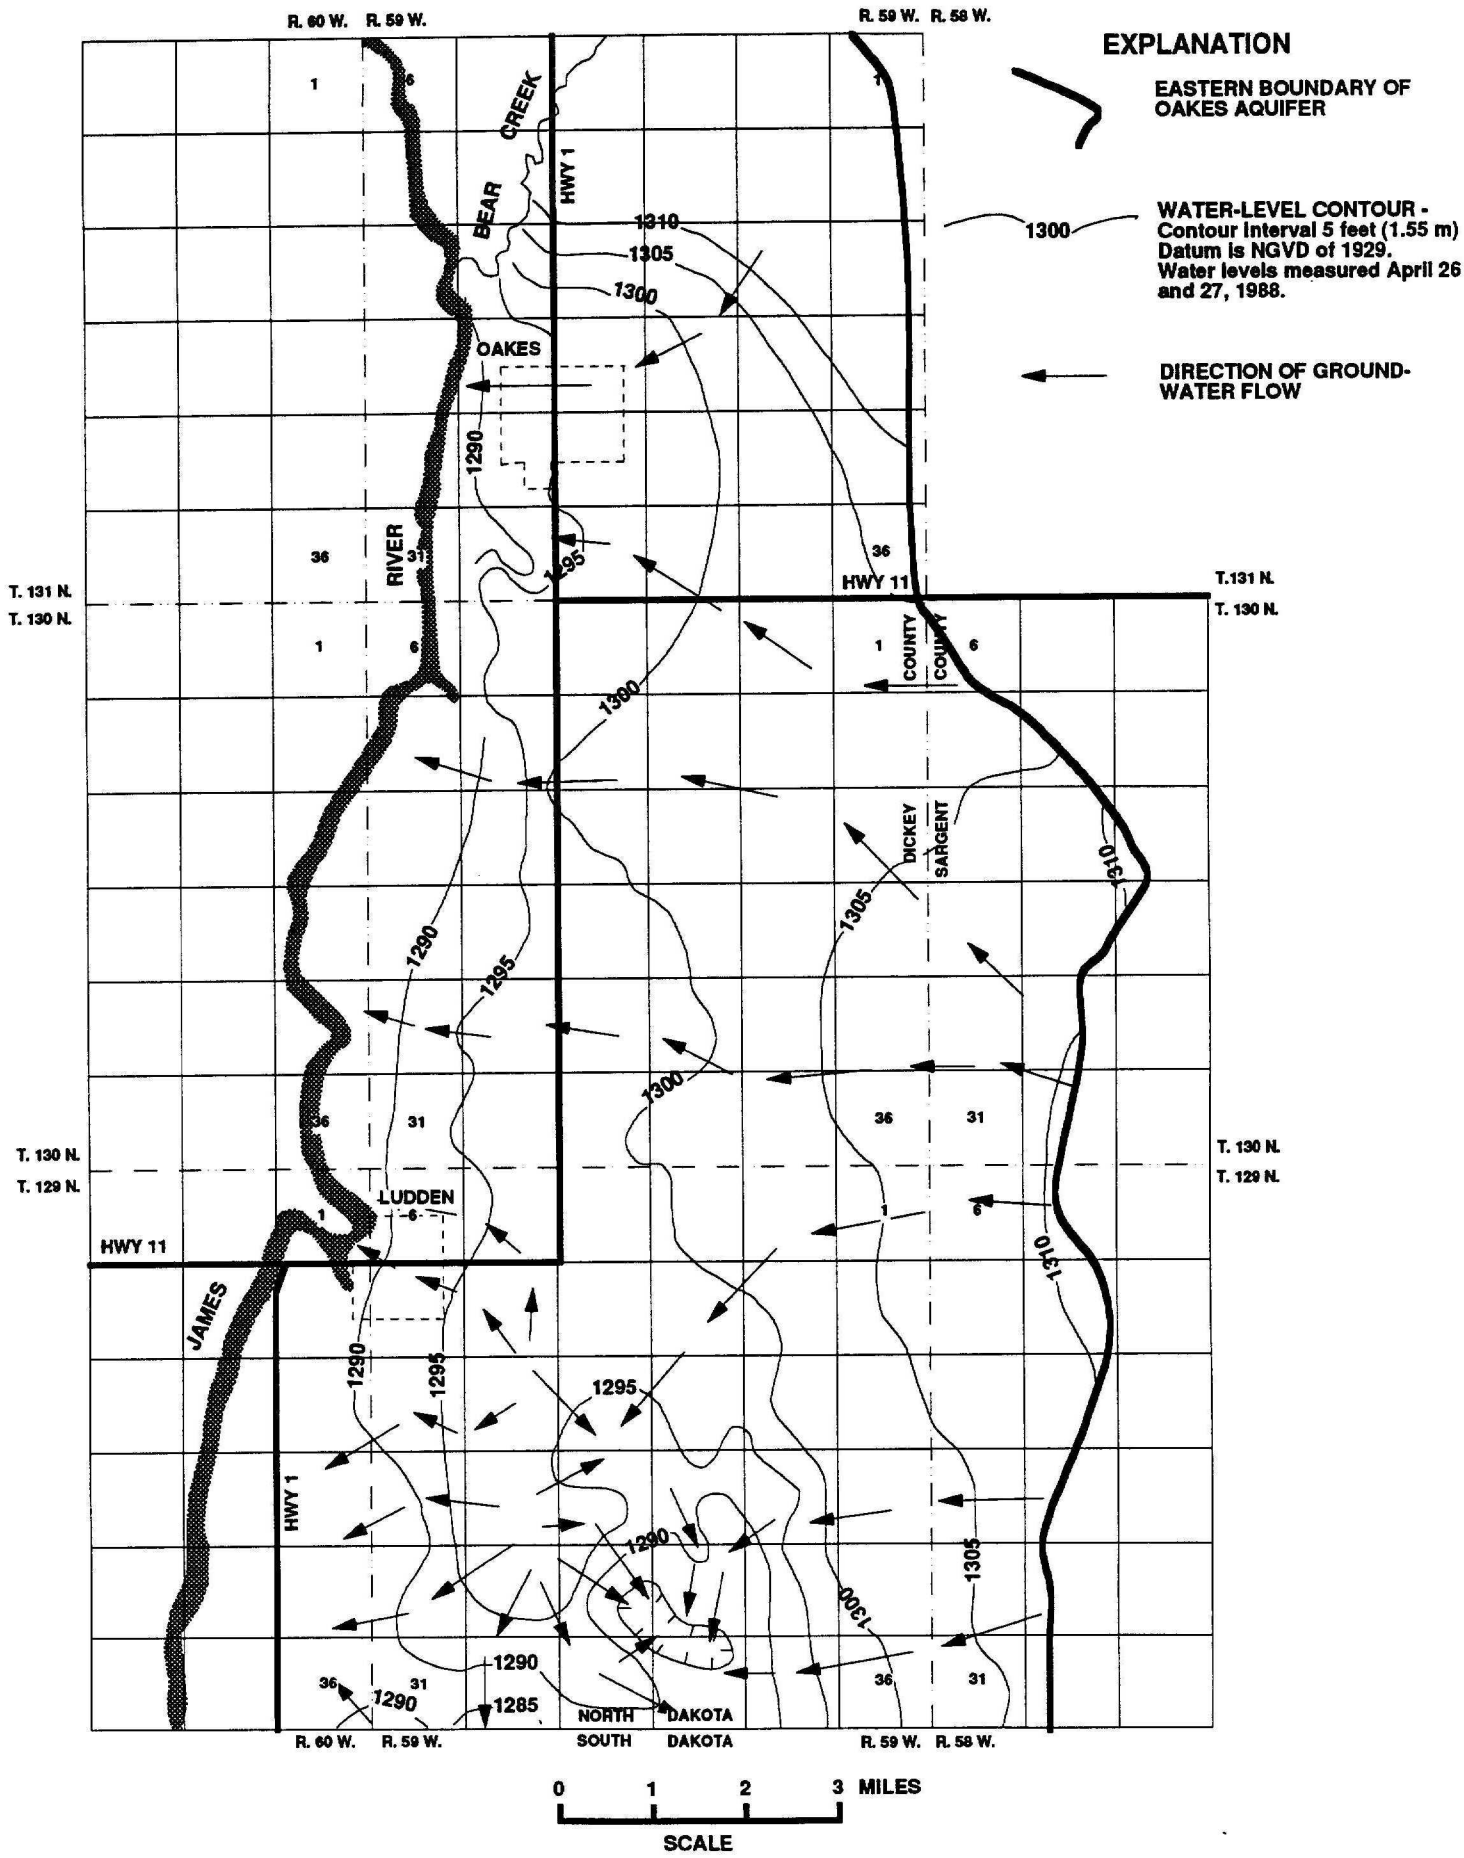 R. 60 W. R. 59 W.
R. 59 W. R. 58 W.
EXPLANATION
EASTERN BOUNDARY OF
OAKES AQUIFER
1300
WATER-LEVEL CONTOUR -
Contour Interval 5 feet (1.55 m)
Datum is NGVD of 1929.
Water levels measured April 26
and 27, 1988.
DIRECTION OF GROUND-
WATER FLOW
1
6
1
BEAR CREEK
HWY 1
1310
1305
1300
OAKES
1290
RIVER
36
31
36
1295
HWY 11
T. 131 N.
T. 130 N.
T.131 N.
T. 130 N.
1
6
1
6
COUNTY
COUNTY
1300
DICKEY
SARGENT
1310
1305
1290
1295
1300
36
31
36
31
T. 130 N.
T. 129 N.
T. 130 N.
T. 129 N.
LUDDEN
1
6
1
6
HWY 11
1310
JAMES
1290
1295
1295
HWY 1
1290
1305
1300
1290
36
31
36
31
1290
1285
NORTH DAKOTA
SOUTH DAKOTA
R. 60 W. R. 59 W.
R. 59 W. R. 58 W.
0 1 2 3 MILES
SCALE